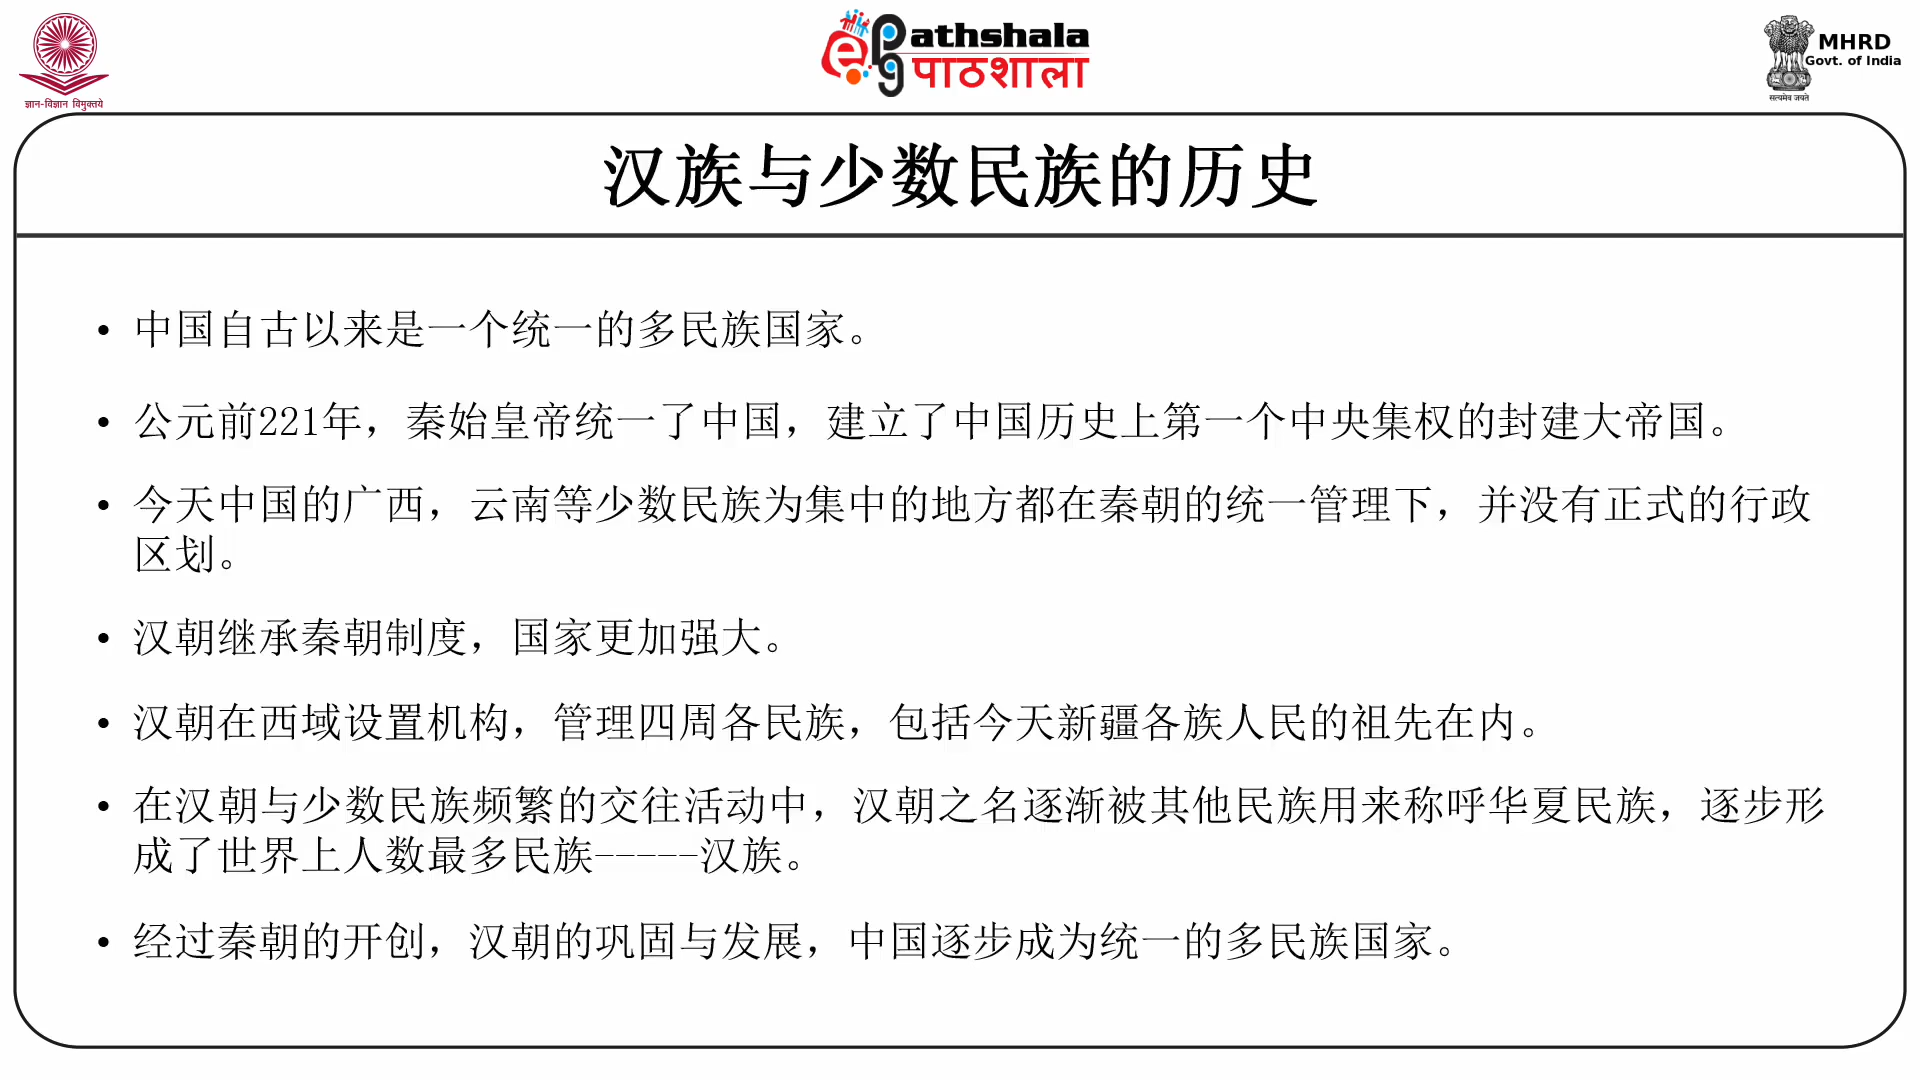 ज्ञान-विज्ञान विमुक्तये
athshala
पाठशाला
MHRD
Govt. of India
सत्यमेव जयते
汉族与少数民族的历史
• 中国自古以来是一个统一的多民族国家。
• 公元前221年，秦始皇帝统一了中国，建立了中国历史上第一个中央集权的封建大帝国。
• 今天中国的广西，云南等少数民族为集中的地方都在秦朝的统一管理下，并没有正式的行政
区划。
• 汉朝继承秦朝制度，国家更加强大。
• 汉朝在西域设置机构，管理四周各民族，包括今天新疆各族人民的祖先在内。
• 在汉朝与少数民族频繁的交往活动中，汉朝之名逐渐被其他民族用来称呼华夏民族，逐步形
成了世界上人数最多民族-----汉族。
• 经过秦朝的开创，汉朝的巩固与发展，中国逐步成为统一的多民族国家。